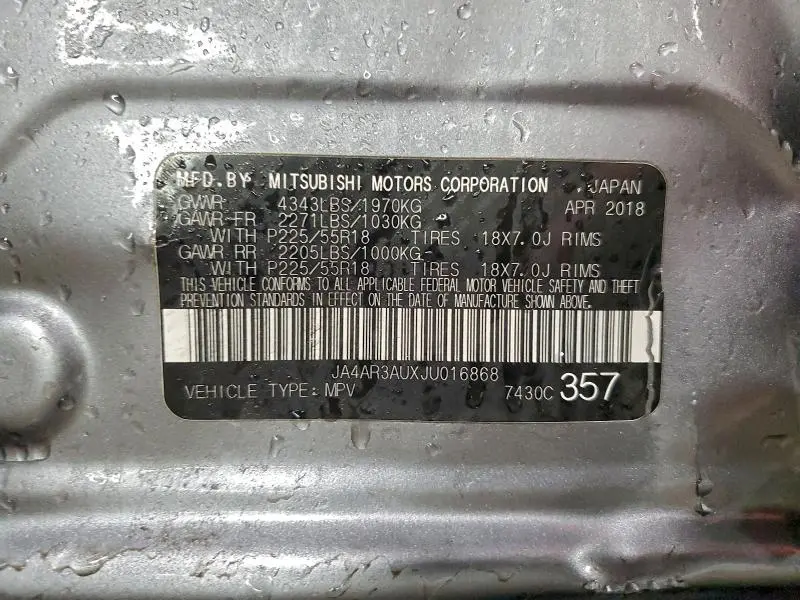 MFD.BY MITSUBISHI MOTORS CORPORATION , JAPAN
GVWR 4343LBS/1970KG APR 2018
GAWR FR 2271LBS/1030KG
WITH P225/55R18 TIRES 18X7.0J RIMS
GAWR RR 2205LBS/1000KG
WITH P225/55R18 TIRES 18X7.0J RIMS
THIS VEHICLE CONFORMS TO ALL APPLICABLE FEDERAL MOTOR VEHICLE SAFETY AND THEFT
PREVENTION STANDARDS IN EFFECT ON THE DATE OF MANUFACTURE SHOWN ABOVE.
JA4AR3AUXJU016868
VEHICLE TYPE: MPV 7430C 357